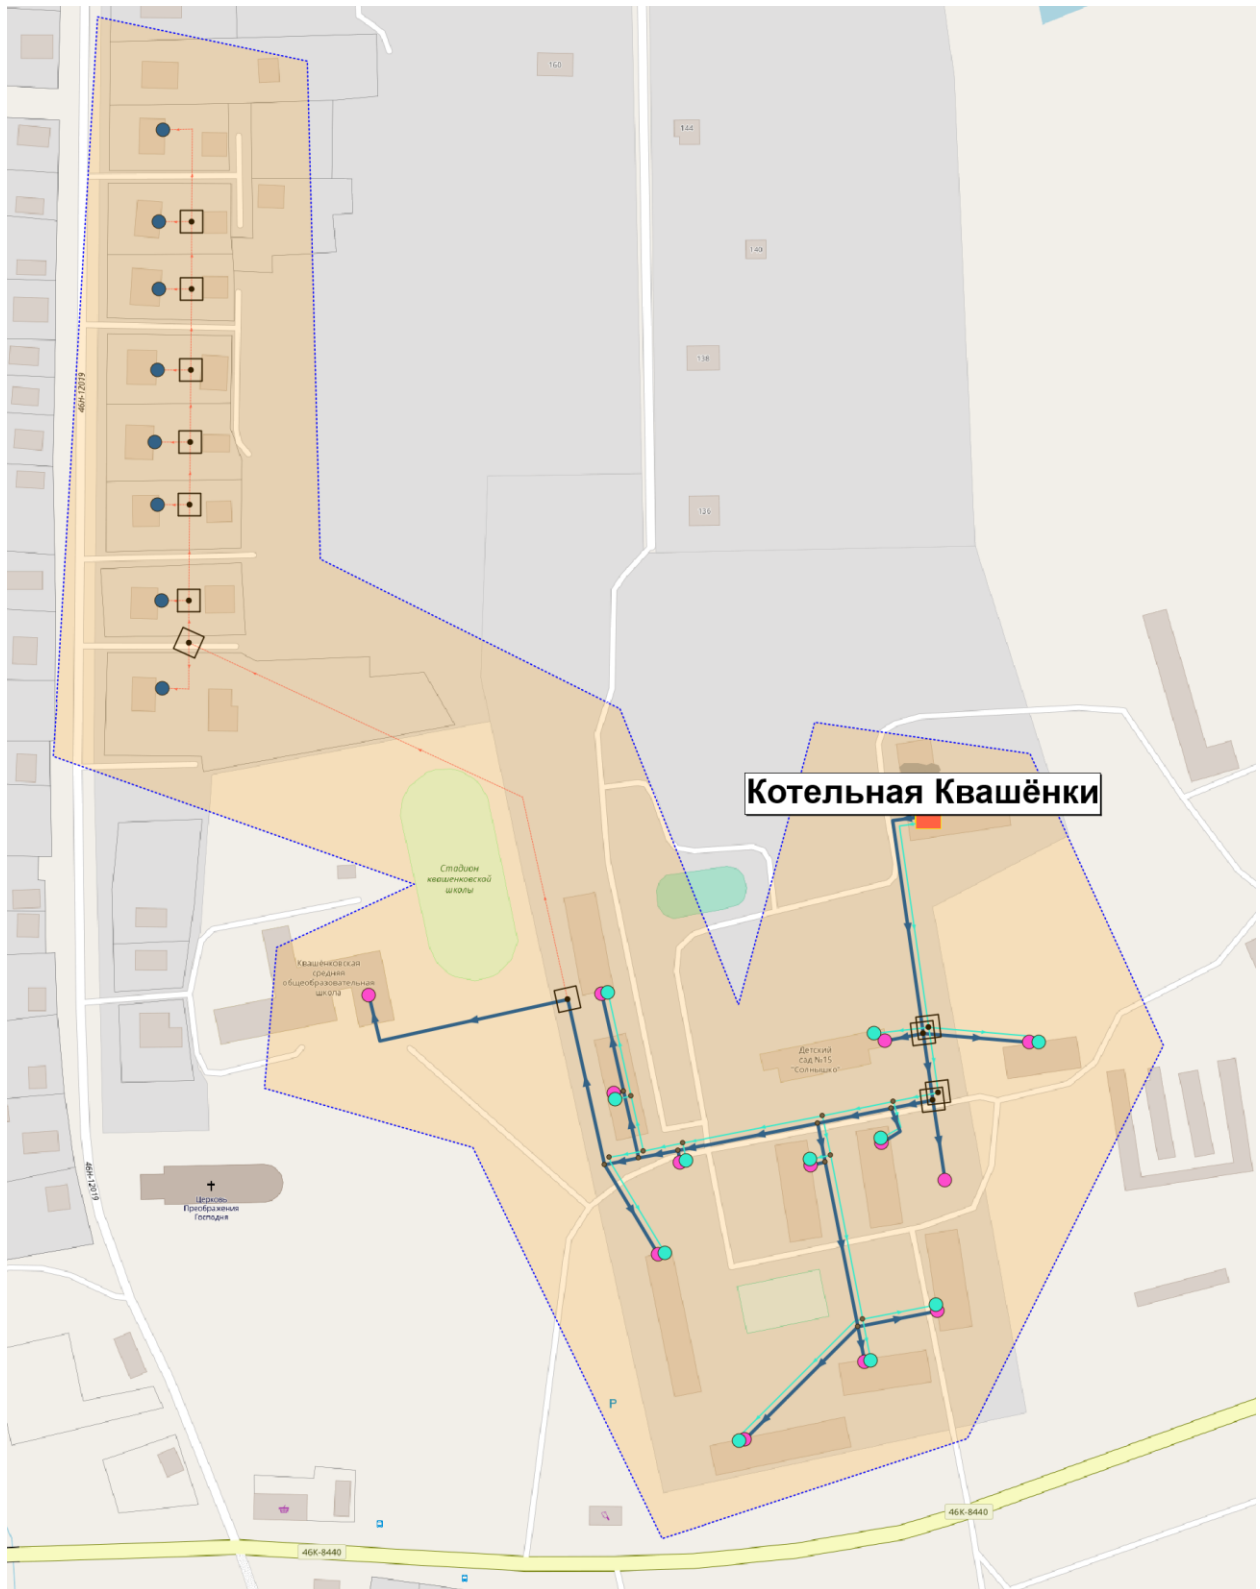 160
144
140
138
126
46Н-12019
Котельная Квашёнки
Стадион
квашенковской
школы
Квашёнковская
средняя
общеобразовательная
школа
Детский
сад №15
"Солнышко"
46Н-12019
Церковь
Преображения
Господня
P
46К-8440
46К-8440